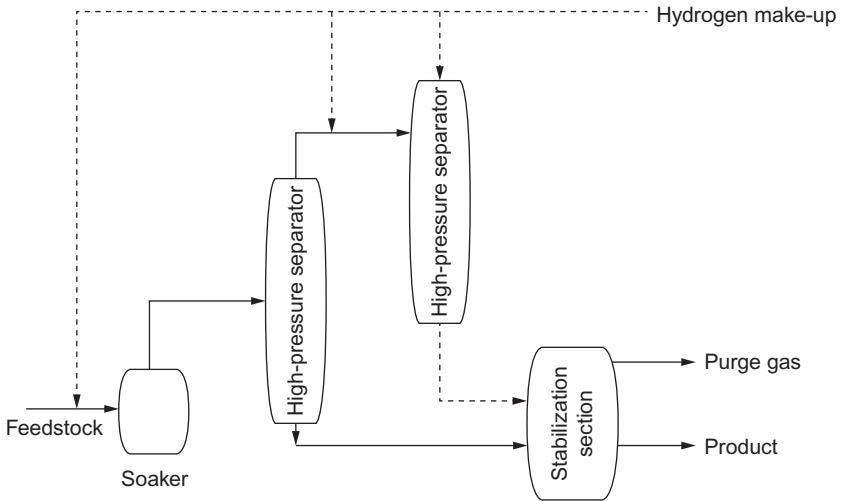 Hydrogen make-up
High-pressure separator
High-pressure separator
Purge gas
Stabilization
section
Feedstock
Product
Soaker